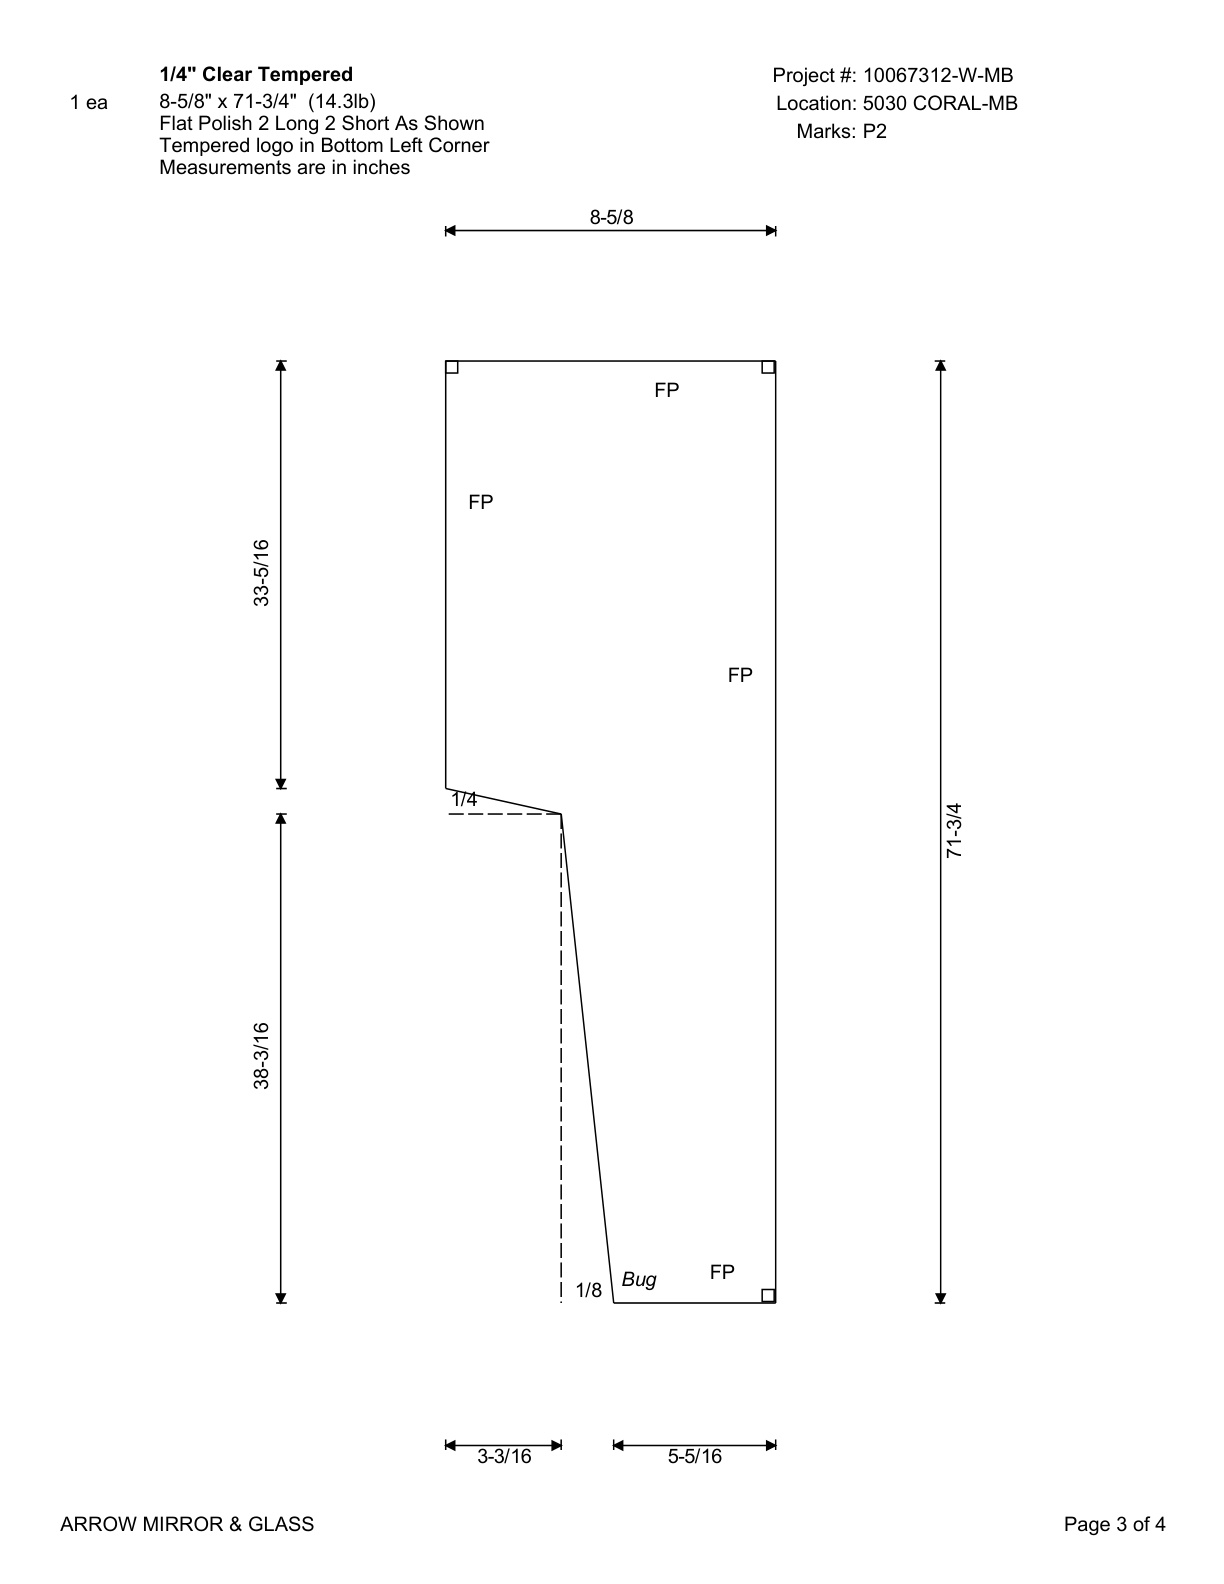 1/4" Clear Tempered
1 ea
8-5/8" x 71-3/4"  (14.3lb)
Flat Polish 2 Long 2 Short As Shown
Tempered logo in Bottom Left Corner
Measurements are in inches
Project #: 10067312-W-MB
Location: 5030 CORAL-MB
Marks: P2
8-5/8
FP
FP
33-5/16
FP
1/4
71-3/4
38-3/16
FP
Bug
1/8
3-3/16
5-5/16
ARROW MIRROR & GLASS
Page 3 of 4